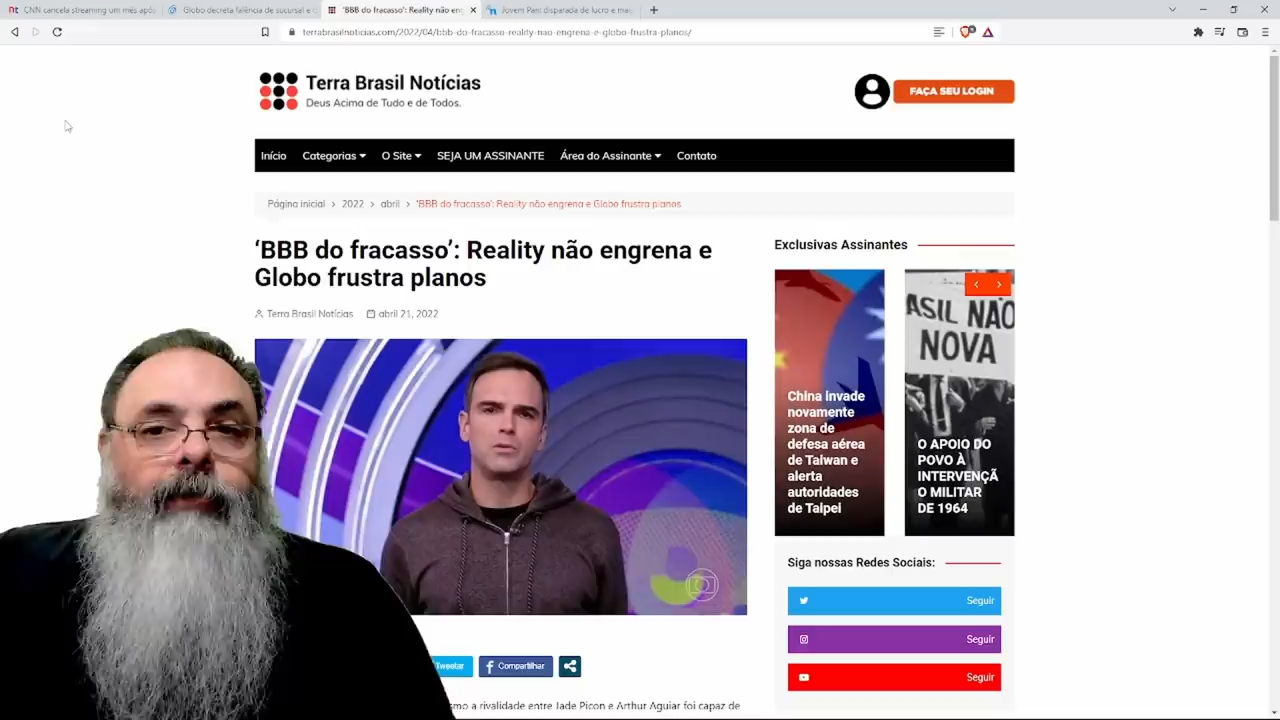 CNN cancela streaming um mês após
Globo decreta falência de sucursal e
'BBB do fracasso': Reality não eng
Jovem Pan: disparada de lucro e mais
terrabrasilnoticias.com/2022/04/bbb-do-fracasso-reality-nao-engrena-e-globo-frustra-planos/
Terra Brasil Notícias
Deus Acima de Tudo e de Todos.
FAÇA SEU LOGIN
Início Categorias O Site SEJA UM ASSINANTE Área do Assinante Contato
Página inicial > 2022 > abril > 'BBB do fracasso': Reality não engrena e Globo frustra planos
‘BBB do fracasso’: Reality não engrena e
Globo frustra planos
Terra Brasil Notícias abril 21, 2022
Exclusivas Assinantes
China invade
novamente
zona de
defesa aérea
de Taiwan e
alerta
autoridades
de Taipei
ASIL NÃO
NOVA
O APOIO DO
POVO À
INTERVENÇÃ
O MILITAR
DE 1964
Siga nossas Redes Sociais:
Seguir
Seguir
Seguir
Tweetar
Compartilhar
smo a rivalidade entre Jade Picon e Arthur Aguiar foi capaz de